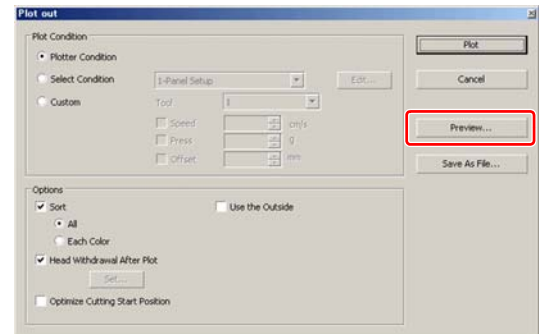 Plot out
Plot Condition
Plotter Condition
Select Condition 1-Panel Setup Edit...
Custom Tool 1
Speed cm/s
Press g
Offset mm
Plot
Cancel
Preview...
Save As File...
Options
Sort Use the Outside
All
Each Color
Head Withdrawal After Plot
Set...
Optimize Cutting Start Position